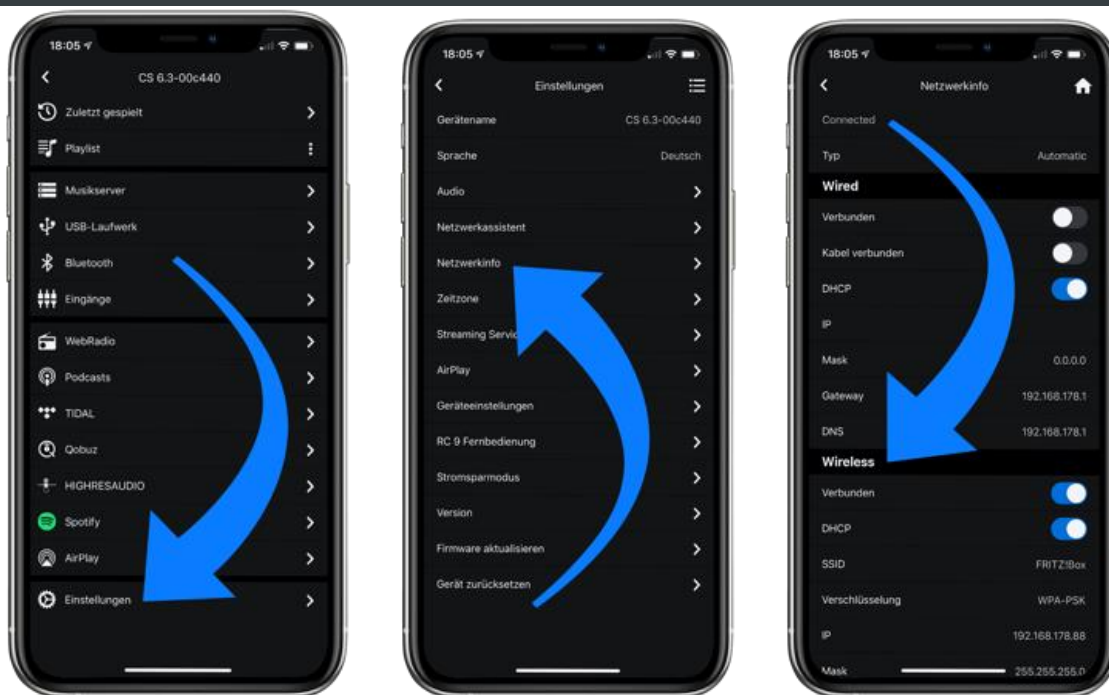 18:05
CS 6.3-00c440
Zuletzt gespielt
Playlist
Musikserver
USB-Laufwerk
Bluetooth
Eingänge
WebRadio
Podcasts
TIDAL
Qobuz
HIGHRESAUDIO
Spotify
AirPlay
Einstellungen
18:05
Einstellungen
Gerätename CS 6.3-00c440
Sprache Deutsch
Audio
Netzwerkassistent
Netzwerkinfo
Zeitzone
Streaming
AirPlay
Geräteeinstellungen
RC 9 Fernbedienung
Stromsparmodus
Version
Firmware aktualisieren
Gerät zurücksetzen
18:05
Netzwerkinfo
Connected
Typ Automatic
Wired
Verbunden
Kabel verbunden
DHCP
IP
Mask 0.0.0.0
Gateway 192.168.178.1
DNS 192.168.178.1
Wireless
Verbunden
DHCP
SSID FRITZ!Box
Verschlüsselung WPA-PSK
IP 192.168.178.88
Mask 255.255.255.0